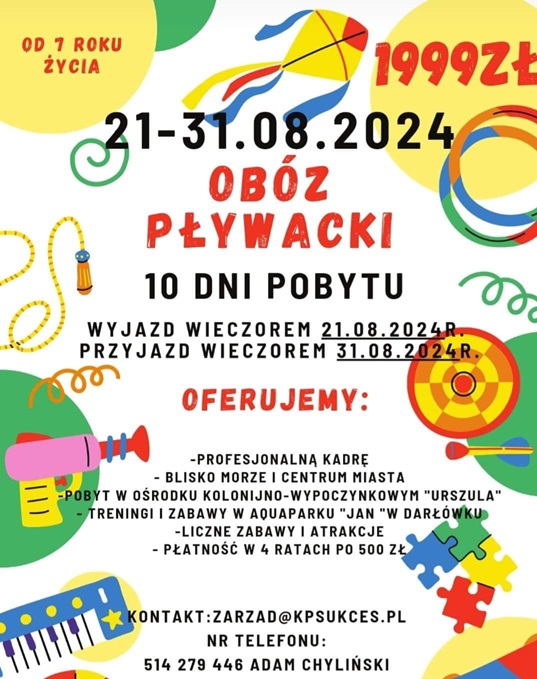 OD 7 ROKU
ŻYCIA
1999ZŁ
21-31.08.2024
OBÓZ
PŁYWACKI
10 DNI POBYTU
WYJAZD WIECZOREM 21.08.2024R.
PRZYJAZD WIECZOREM 31.08.2024R.
OFERUJEMY:
-PROFESJONALNĄ KADRĘ
- BLISKO MORZE I CENTRUM MIASTA
-POBYT W OŚRODKU KOLONIJNO-WYPOCZYNKOWYM "URSZULA"
- TRENINGI I ZABAWY W AQUAPARKU "JAN "W DARŁÓWKU
-LICZNE ZABAWY I ATRAKCJE
- PŁATNOŚĆ W 4 RATACH PO 500 ZŁ
KONTAKT:ZARZAD@KPSUKCES.PL
NR TELEFONU:
514 279 446 ADAM CHYLIŃSKI